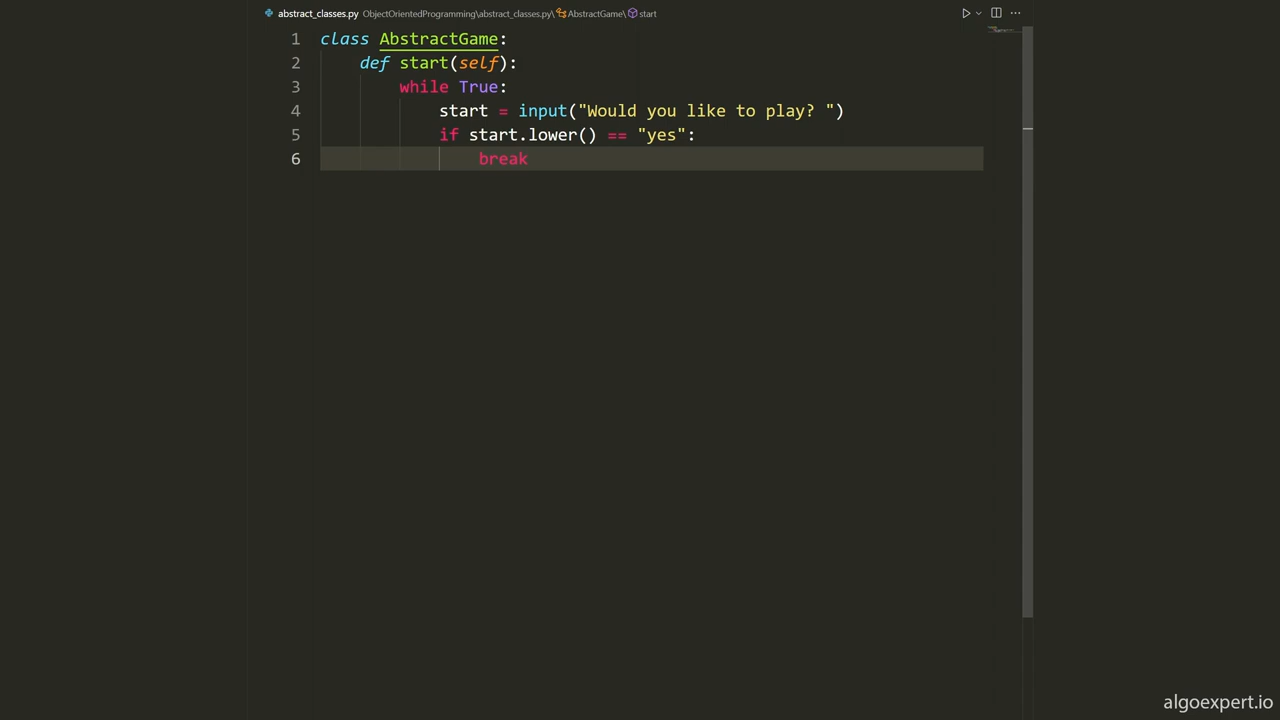 abstract_classes.py ObjectOrientedProgramming\abstract_classes.py\AbstractGame\start
1 class AbstractGame:
2     def start(self):
3         while True:
4             start = input("Would you like to play? ")
5             if start.lower() == "yes":
6                 break
algoexpert.io